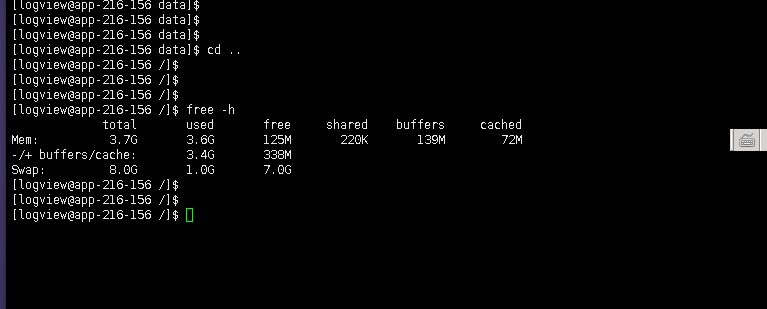 [logview@app-216-156 data]$
[logview@app-216-156 data]$
[logview@app-216-156 data]$
[logview@app-216-156 data]$ cd ..
[logview@app-216-156 /]$
[logview@app-216-156 /]$
[logview@app-216-156 /]$
[logview@app-216-156 /]$ free -h
             total       used       free     shared    buffers     cached
Mem:          3.7G       3.6G       125M       220K       139M        72M
-/+ buffers/cache:       3.4G       338M
Swap:         8.0G       1.0G       7.0G
[logview@app-216-156 /]$
[logview@app-216-156 /]$
[logview@app-216-156 /]$